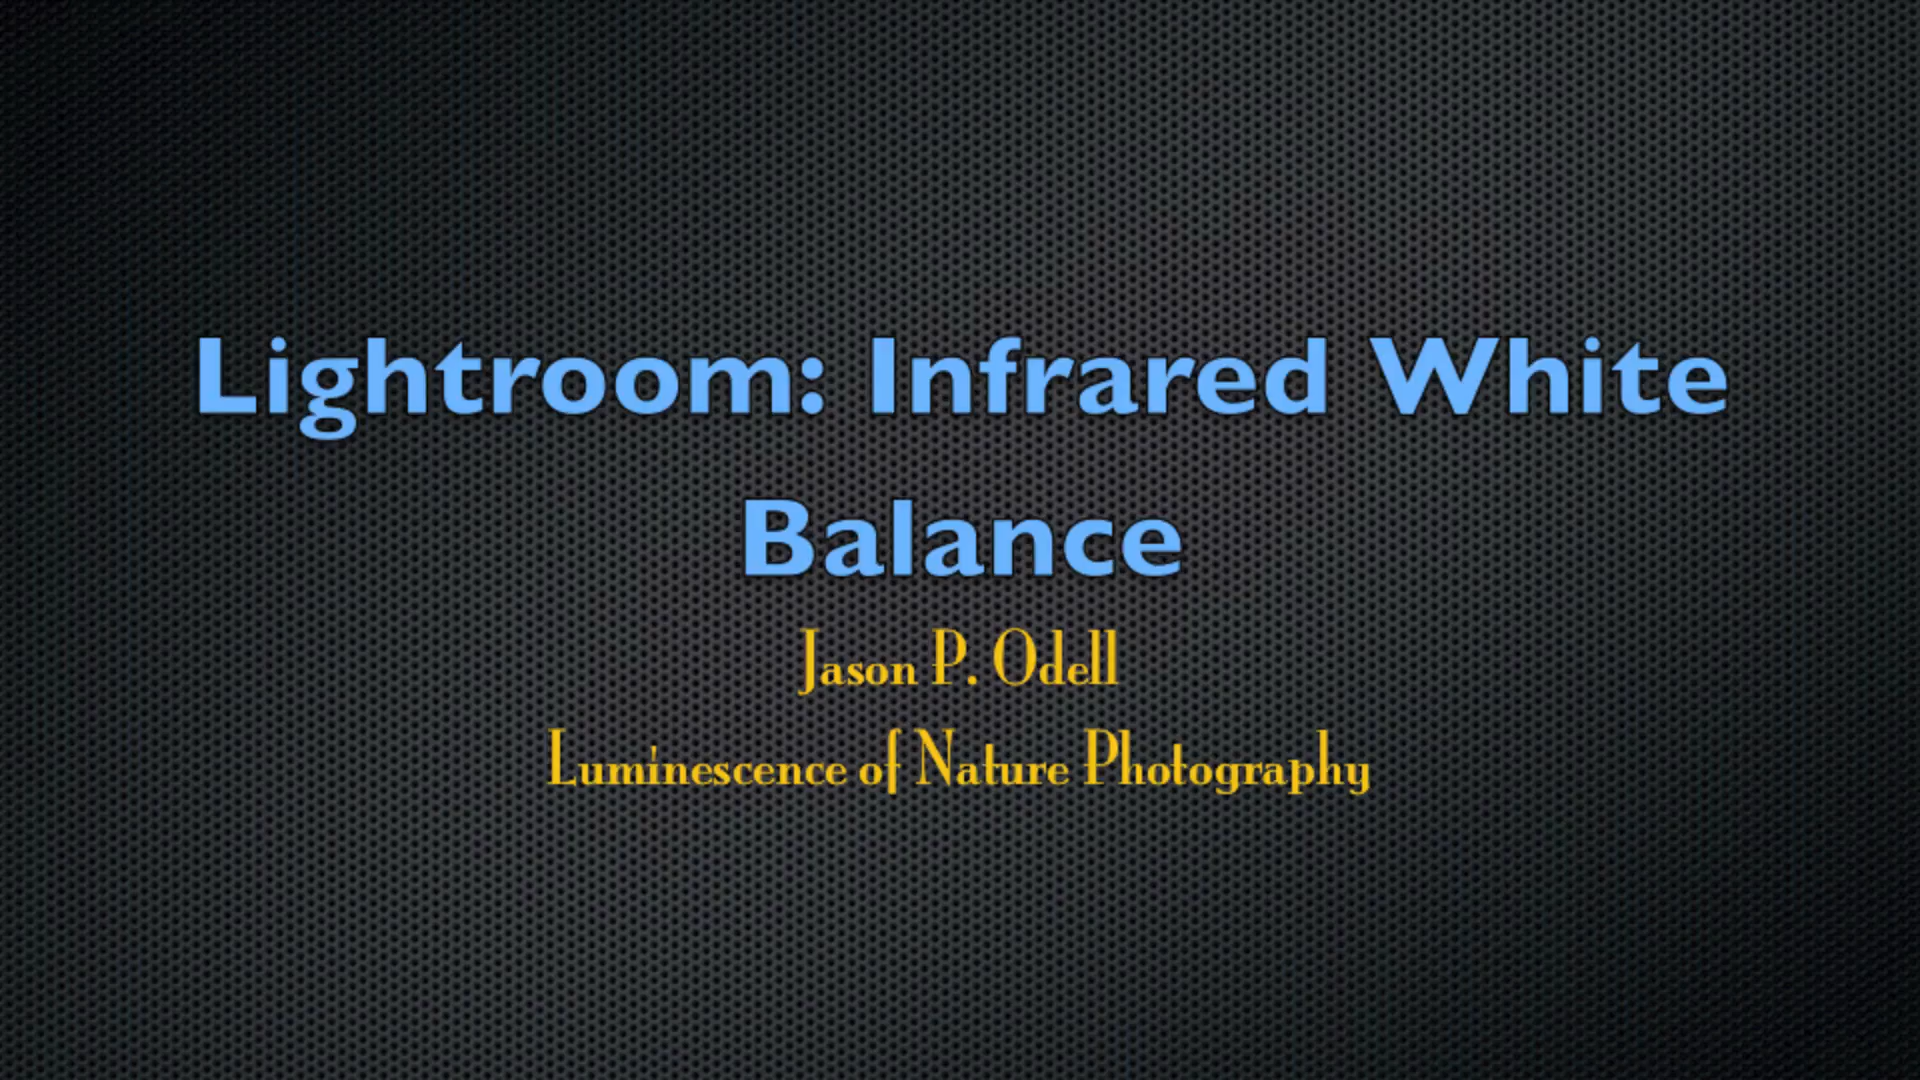 Lightroom: Infrared White
Balance
Jason P. Odell
Luminescence of Nature Photography